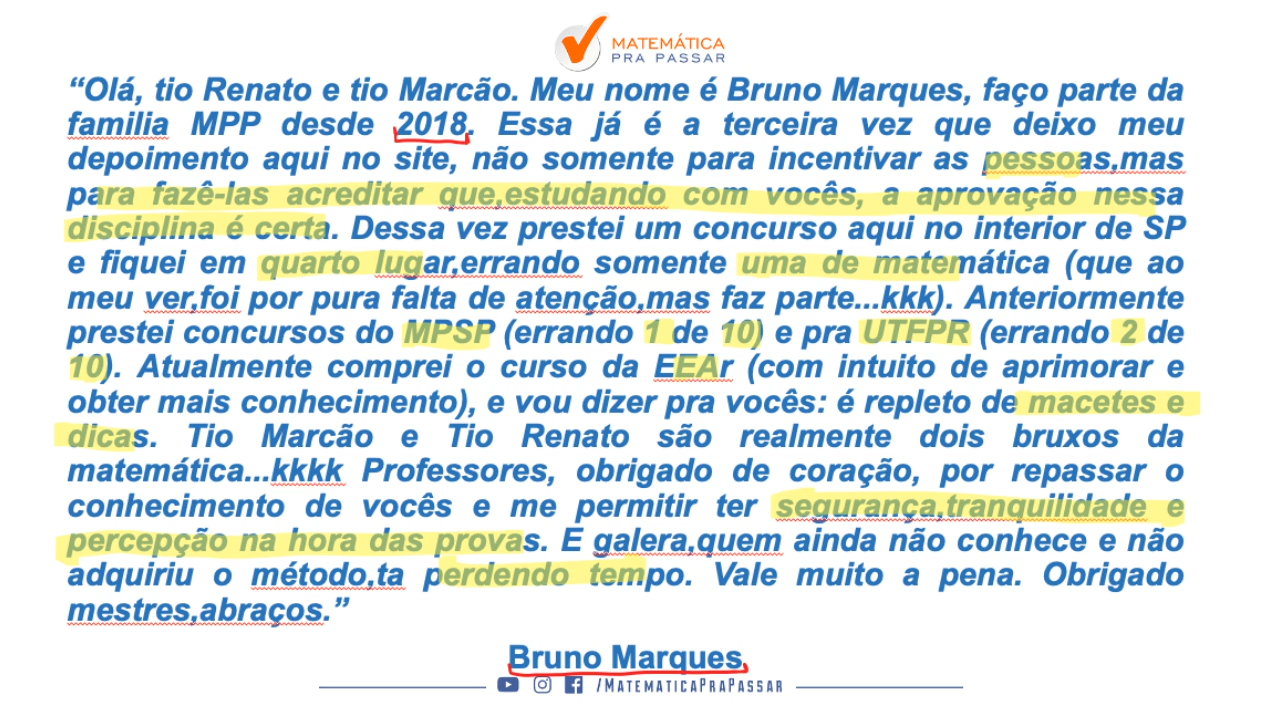 MATEMÁTICA
PRA PASSAR
“Olá, tio Renato e tio Marcão. Meu nome é Bruno Marques, faço parte da
familia MPP desde 2018. Essa já é a terceira vez que deixo meu
depoimento aqui no site, não somente para incentivar as pessoas,mas
para fazê-las acreditar que,estudando com vocês, a aprovação nessa
disciplina é certa. Dessa vez prestei um concurso aqui no interior de SP
e fiquei em quarto lugar,errando somente uma de matemática (que ao
meu ver,foi por pura falta de atenção,mas faz parte...kkk). Anteriormente
prestei concursos do MPSP (errando 1 de 10) e pra UTFPR (errando 2 de
10). Atualmente comprei o curso da EEAr (com intuito de aprimorar e
obter mais conhecimento), e vou dizer pra vocês: é repleto de macetes e
dicas. Tio Marcão e Tio Renato são realmente dois bruxos da
matemática...kkkk Professores, obrigado de coração, por repassar o
conhecimento de vocês e me permitir ter segurança,tranquilidade e
percepção na hora das provas. E galera,quem ainda não conhece e não
adquiriu o método,ta perdendo tempo. Vale muito a pena. Obrigado
mestres,abraços.”
Bruno Marques
/MATEMATICAPRAPASSAR